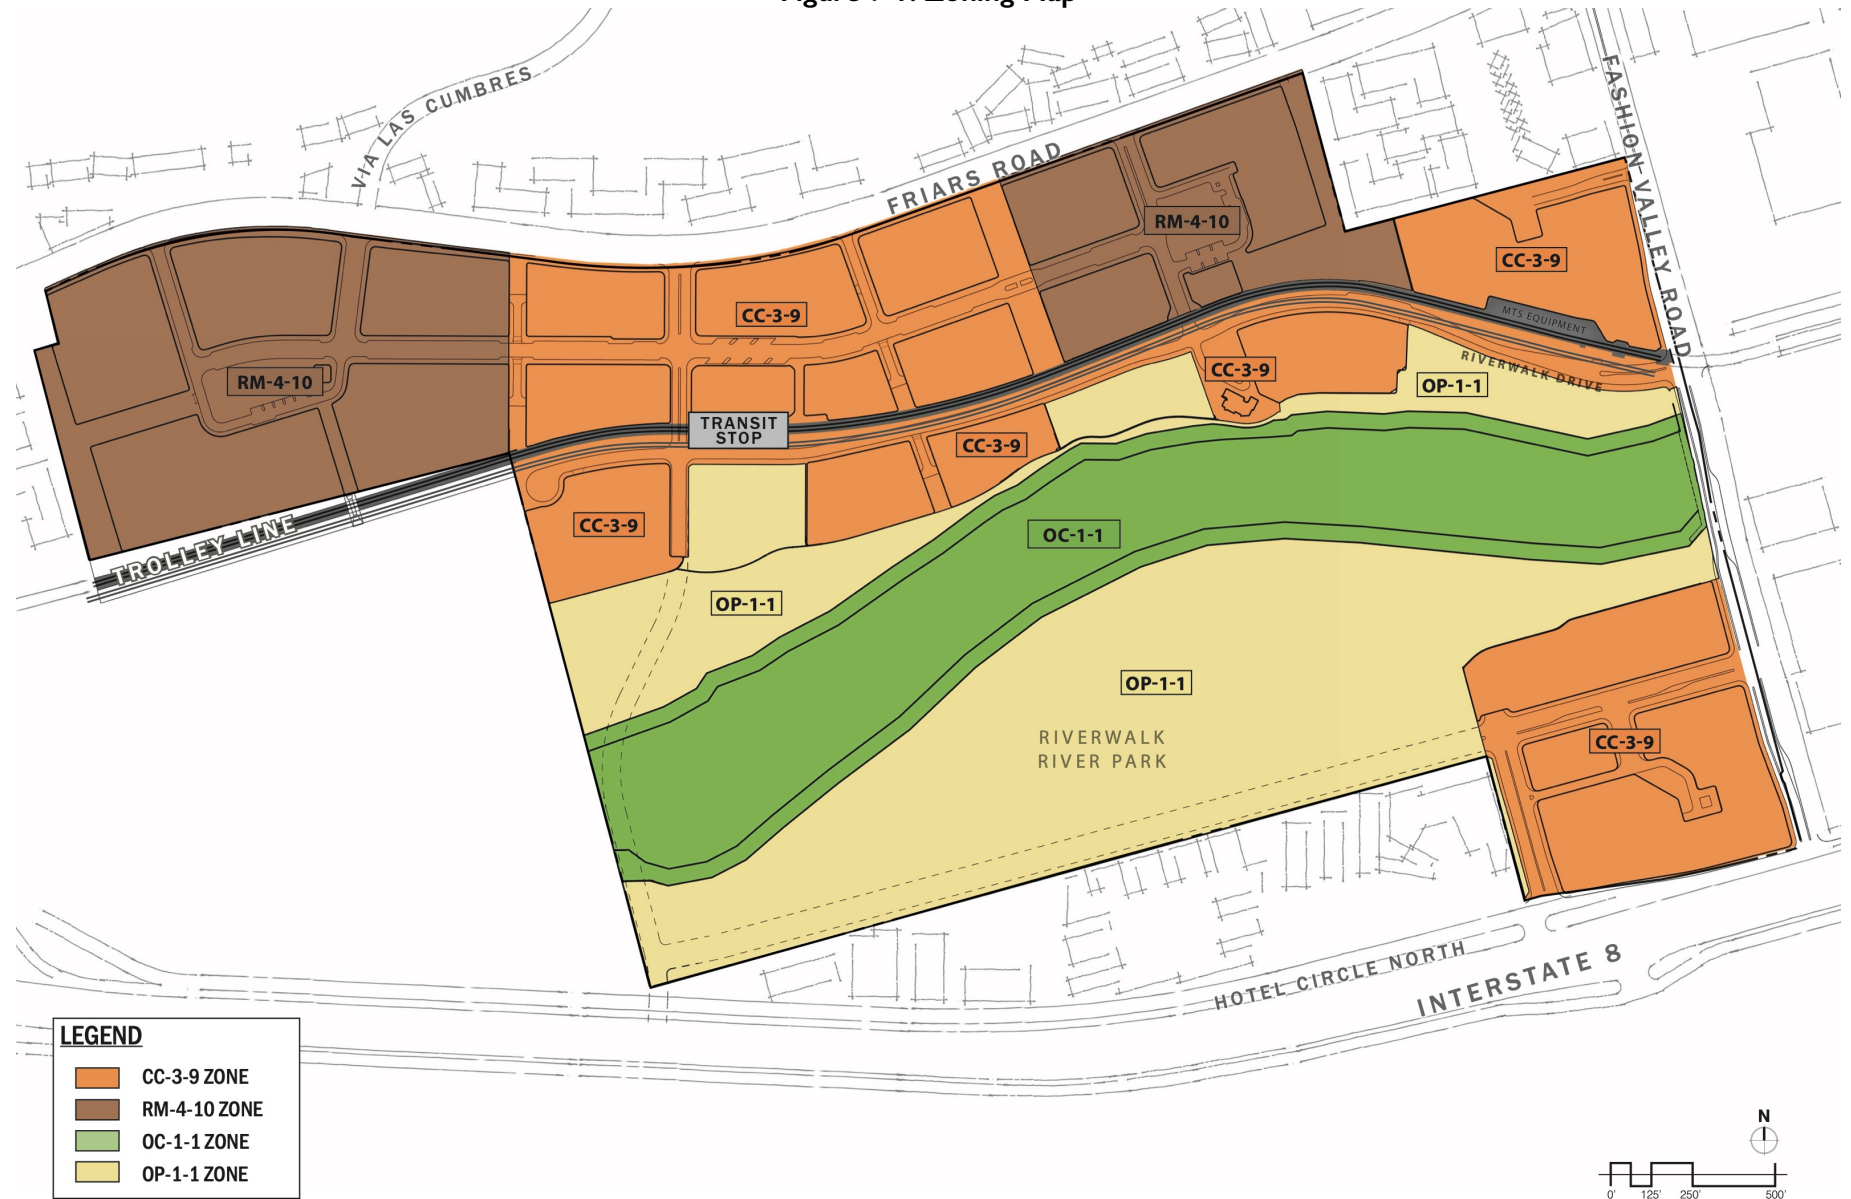 VIA LAS CUMBRES
FRIARS ROAD
FASHION VALLEY ROAD
RM-4-10
CC-3-9
CC-3-9
MTS EQUIPMENT
RIVERWALK DRIVE
RM-4-10
CC-3-9
OP-1-1
TRANSIT
STOP
CC-3-9
CC-3-9
TROLLEY LINE
OC-1-1
OP-1-1
OP-1-1
RIVERWALK
RIVER PARK
CC-3-9
HOTEL CIRCLE NORTH
INTERSTATE 8
LEGEND
CC-3-9 ZONE
RM-4-10 ZONE
OC-1-1 ZONE
OP-1-1 ZONE
N
0' 125' 250' 500'